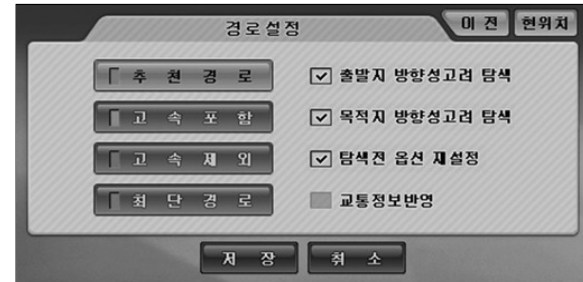 경로설정
이전
현위치
추천경로
출발지 방향성고려 탐색
고속포함
목적지 방향성고려 탐색
고속제외
탐색전 옵션 재설정
최단경로
교통정보반영
저장
취소